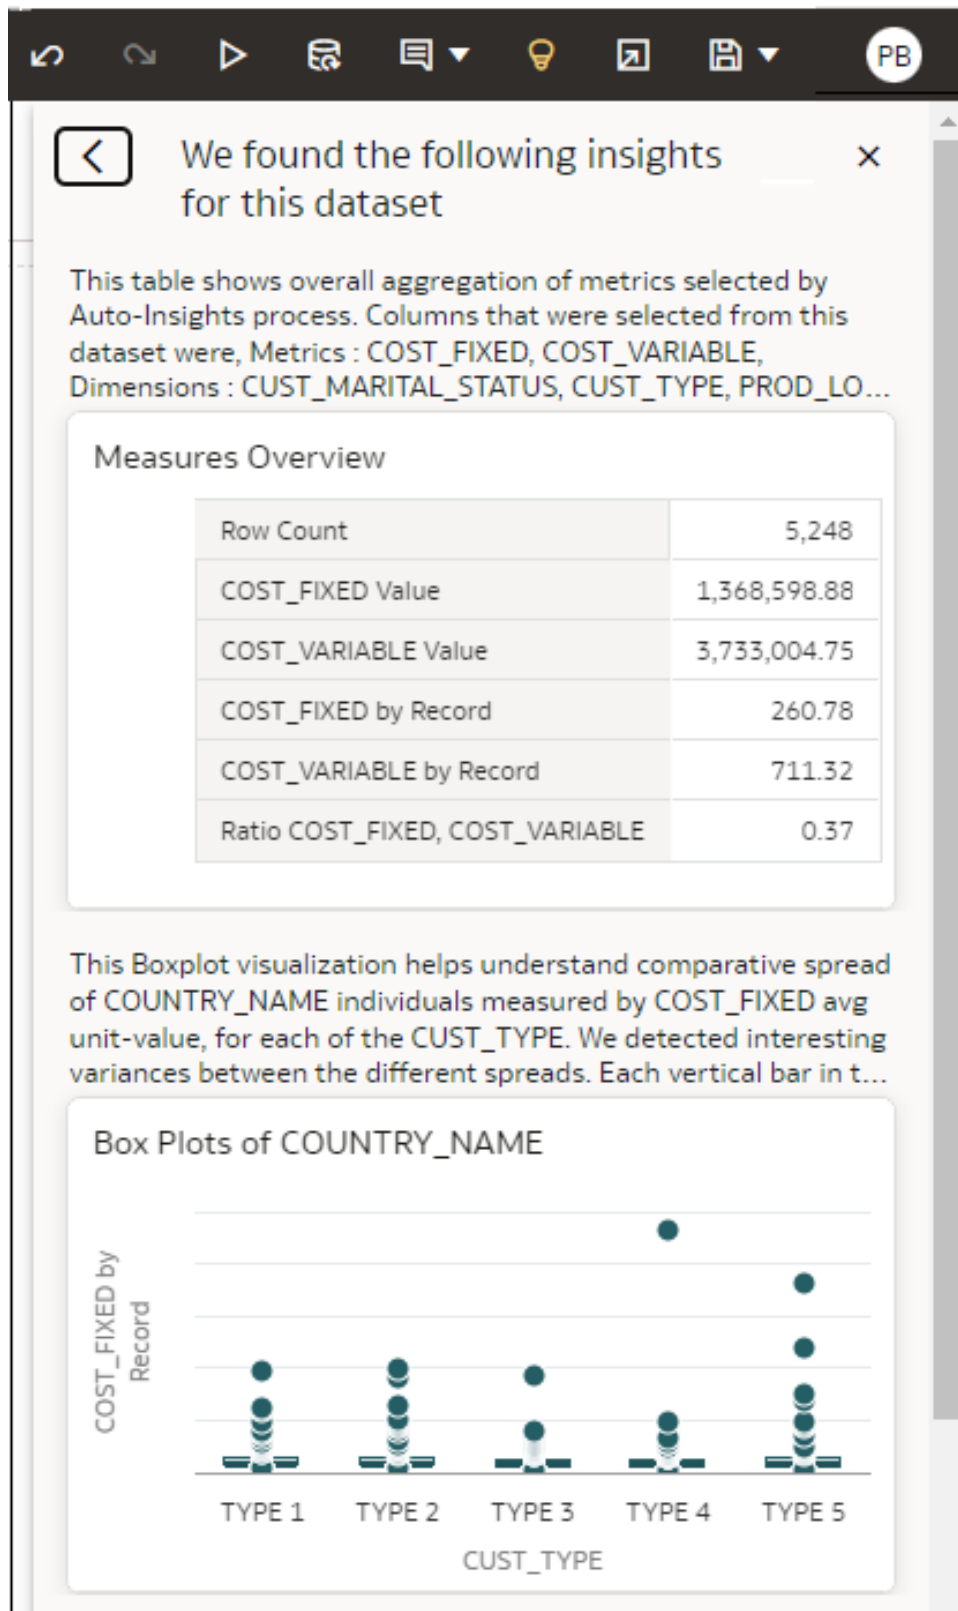 PB
We found the following insights
for this dataset
This table shows overall aggregation of metrics selected by
Auto-Insights process. Columns that were selected from this
dataset were, Metrics : COST_FIXED, COST_VARIABLE,
Dimensions : CUST_MARITAL_STATUS, CUST_TYPE, PROD_LO...
Measures Overview
Row Count 5,248
COST_FIXED Value 1,368,598.88
COST_VARIABLE Value 3,733,004.75
COST_FIXED by Record 260.78
COST_VARIABLE by Record 711.32
Ratio COST_FIXED, COST_VARIABLE 0.37
This Boxplot visualization helps understand comparative spread
of COUNTRY_NAME individuals measured by COST_FIXED avg
unit-value, for each of the CUST_TYPE. We detected interesting
variances between the different spreads. Each vertical bar in t...
Box Plots of COUNTRY_NAME
COST_FIXED by
Record
TYPE 1 TYPE 2 TYPE 3 TYPE 4 TYPE 5
CUST_TYPE